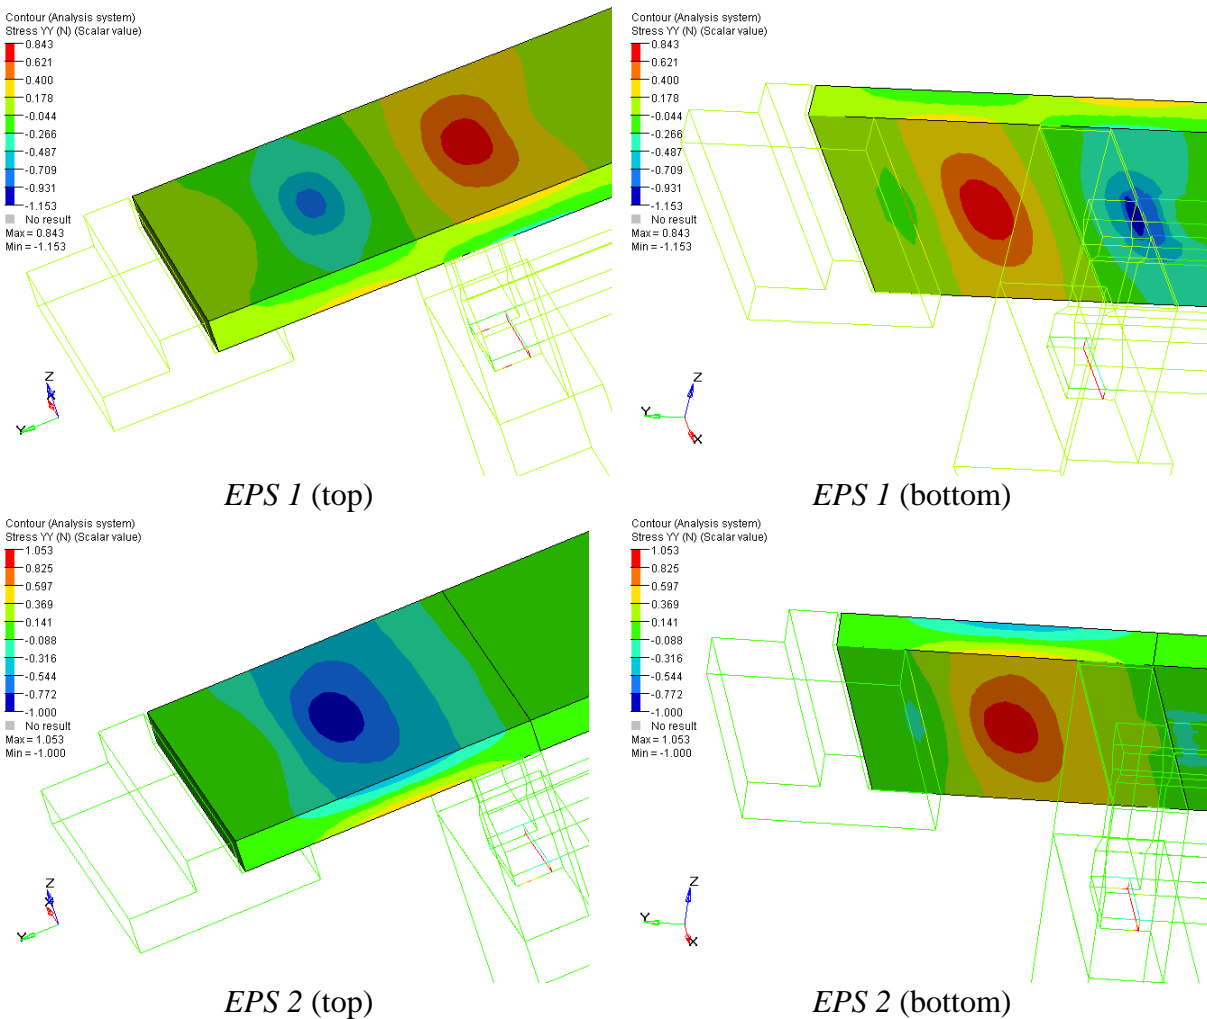 Contour (Analysis system)
Stress YY (N) (Scalar value)
0.843
0.621
0.400
0.178
-0.044
-0.266
-0.487
-0.709
-0.931
-1.153
No result
Max = 0.843
Min = -1.153
Z
X
Y
EPS 1 (top)
Contour (Analysis system)
Stress YY (N) (Scalar value)
0.843
0.621
0.400
0.178
-0.044
-0.266
-0.487
-0.709
-0.931
-1.153
No result
Max = 0.843
Min = -1.153
Z
Y
X
EPS 1 (bottom)
Contour (Analysis system)
Stress YY (N) (Scalar value)
1.053
0.825
0.597
0.369
0.141
-0.088
-0.316
-0.544
-0.772
-1.000
No result
Max = 1.053
Min = -1.000
Z
X
Y
EPS 2 (top)
Contour (Analysis system)
Stress YY (N) (Scalar value)
1.053
0.825
0.597
0.369
0.141
-0.088
-0.316
-0.544
-0.772
-1.000
No result
Max = 1.053
Min = -1.000
Z
Y
X
EPS 2 (bottom)